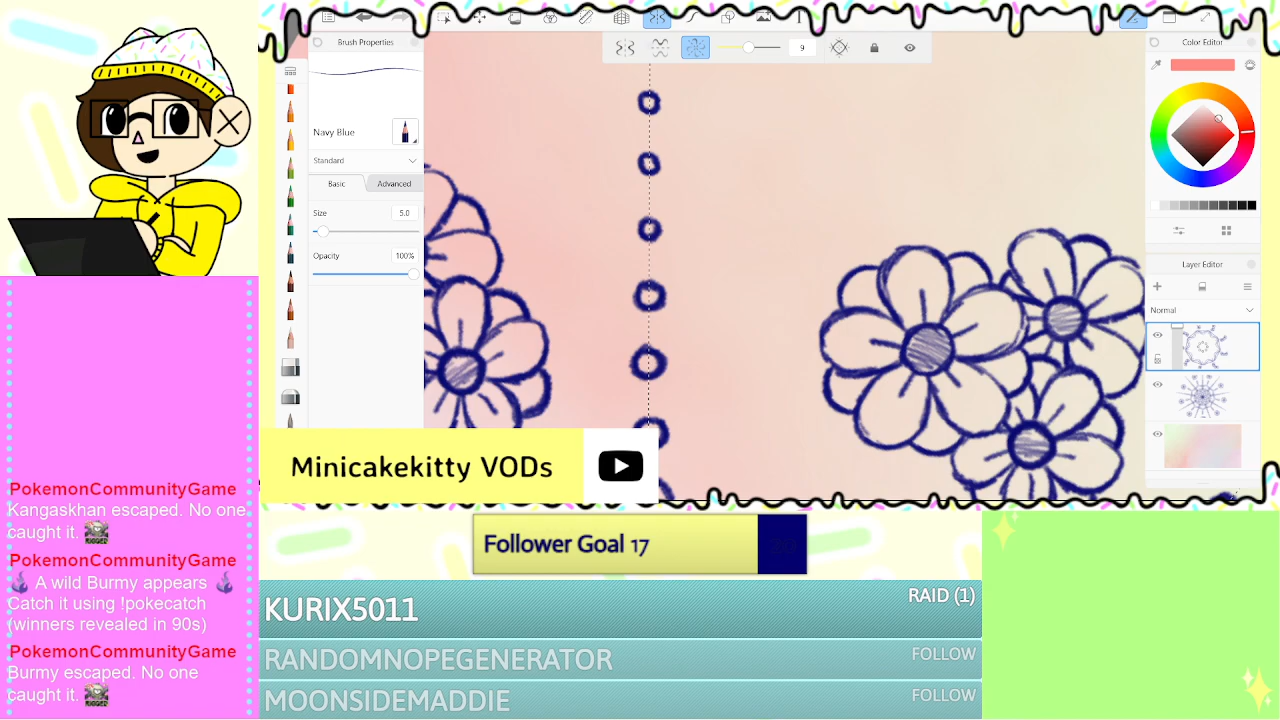 Brush Properties
Navy Blue
Standard
Basic
Advanced
Size
5.0
Opacity
100%
9
Color Editor
Layer Editor
Normal
Minicakekitty VODs
Follower Goal 17
KURIX5011
RAID (1)
RANDOMNOPEGENERATOR
FOLLOW
MOONSIDEMADDIE
FOLLOW
PokemonCommunityGame
Kangaskhan escaped. No one
caught it.
PokemonCommunityGame
A wild Burmy appears
Catch it using !pokecatch
(winners revealed in 90s)
PokemonCommunityGame
Burmy escaped. No one
caught it.